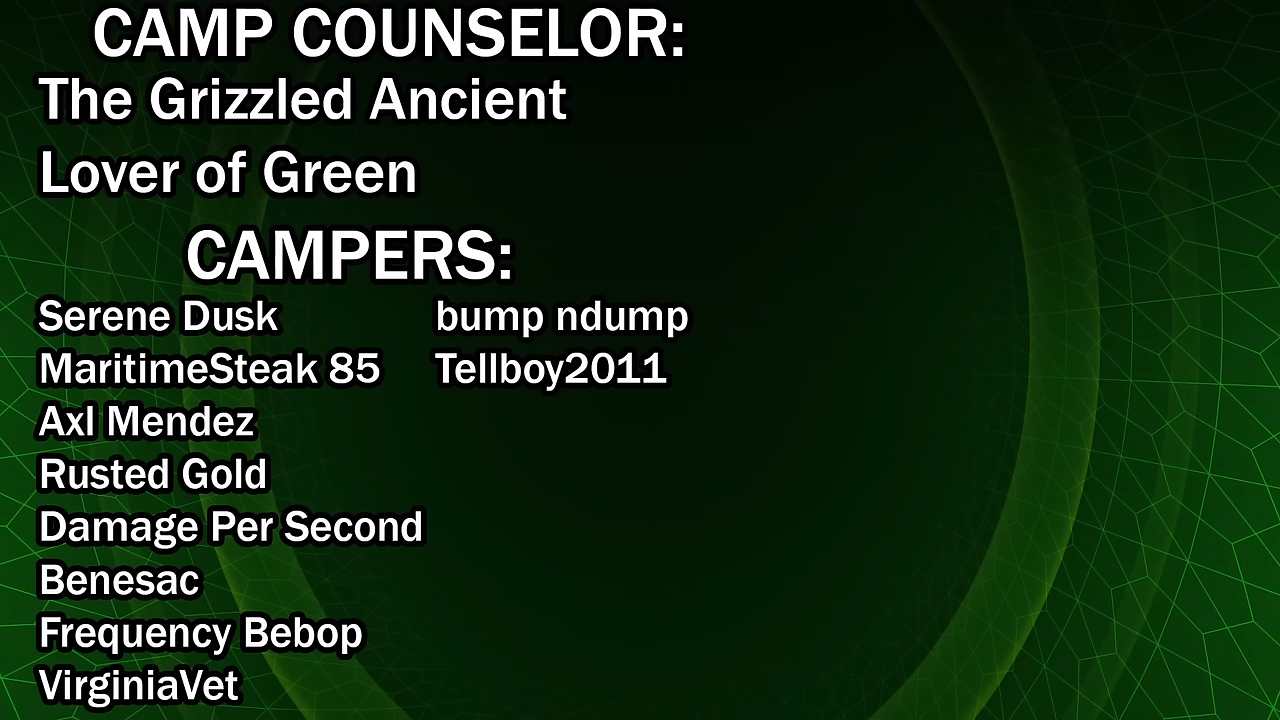 CAMP COUNSELOR:
The Grizzled Ancient
Lover of Green
CAMPERS:
Serene Dusk
MaritimeSteak 85
Axl Mendez
Rusted Gold
Damage Per Second
Benesac
Frequency Bebop
VirginiaVet
bump ndump
Tellboy2011